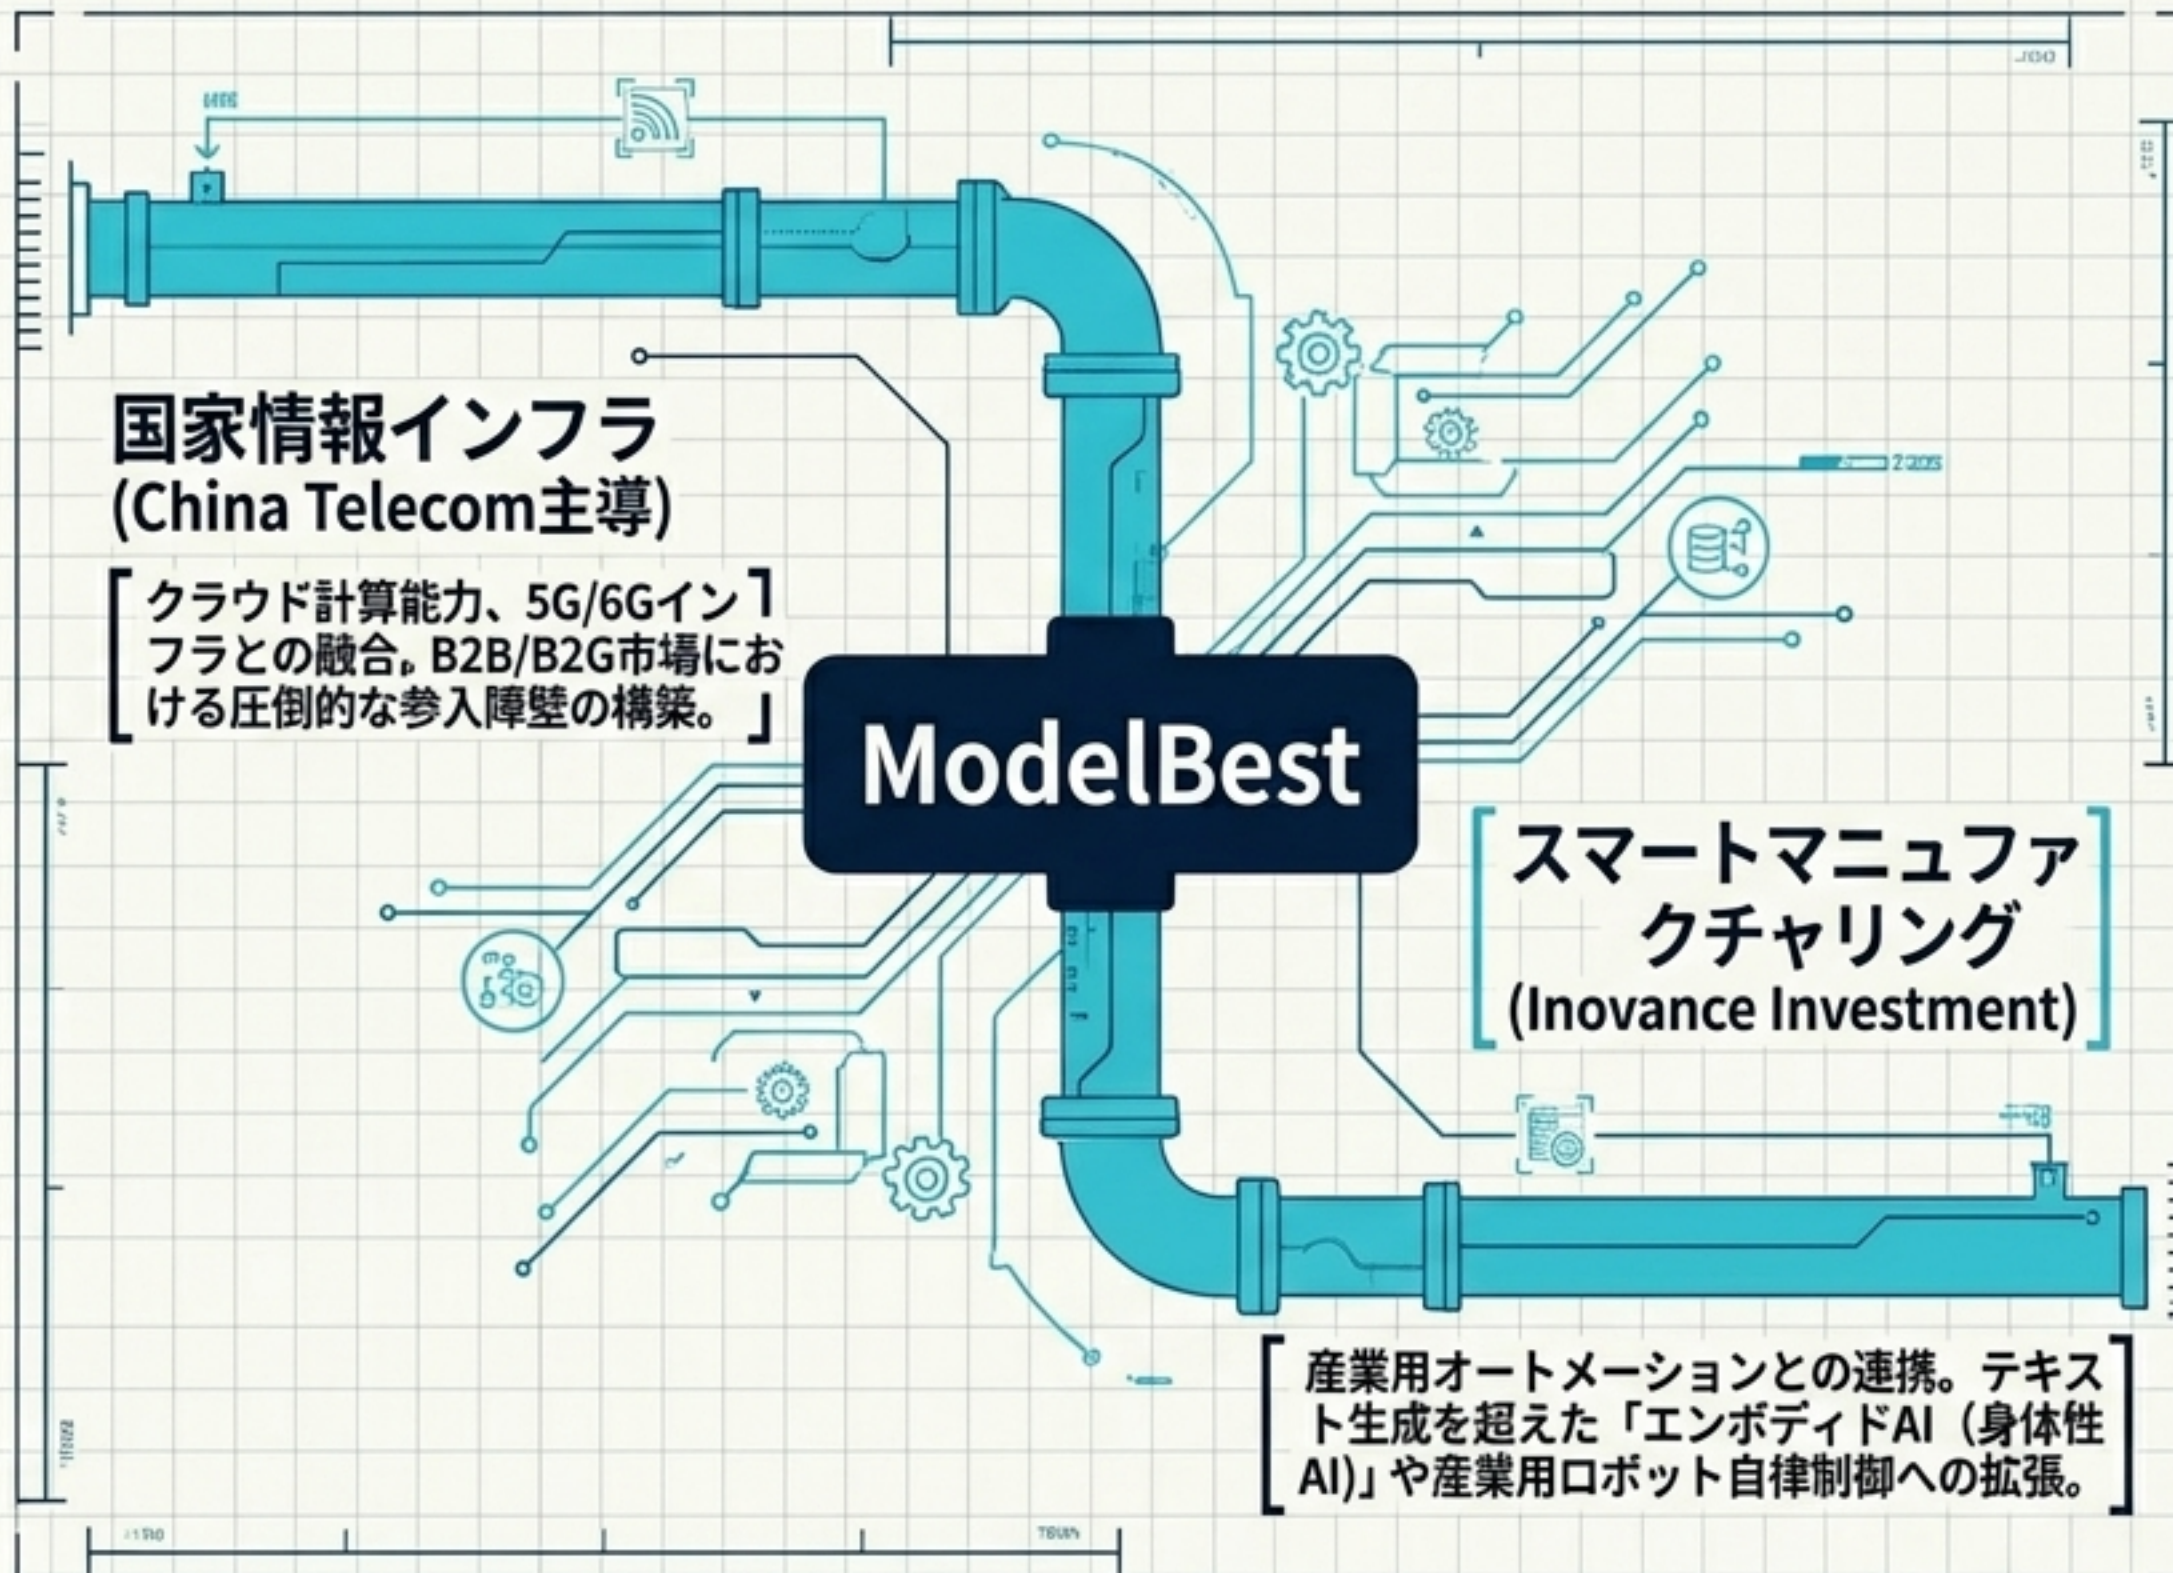 国家情報インフラ
(China Telecom主導)
クラウド計算能力、5G/6Gイン
フラとの融合。B2B/B2G市場にお
ける圧倒的な参入障壁の構築。
ModelBest
スマートマニュファ
クチャリング
(Inovance Investment)
産業用オートメーションとの連携。テキス
ト生成を超えた「エンボディドAI（身体性
AI)」や産業用ロボット自律制御への拡張。